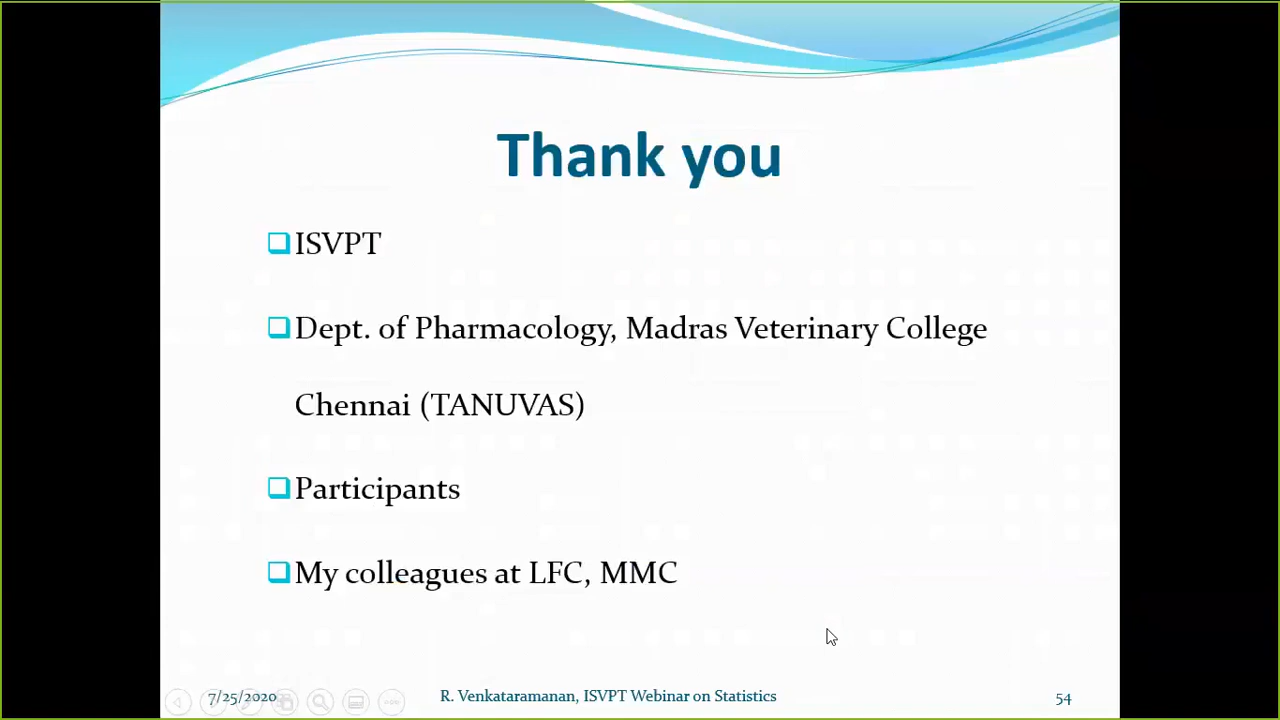 Thank you
ISVPT
Dept. of Pharmacology, Madras Veterinary College
Chennai (TANUVAS)
Participants
My colleagues at LFC, MMC
7/25/2020
R. Venkataramanan, ISVPT Webinar on Statistics
54